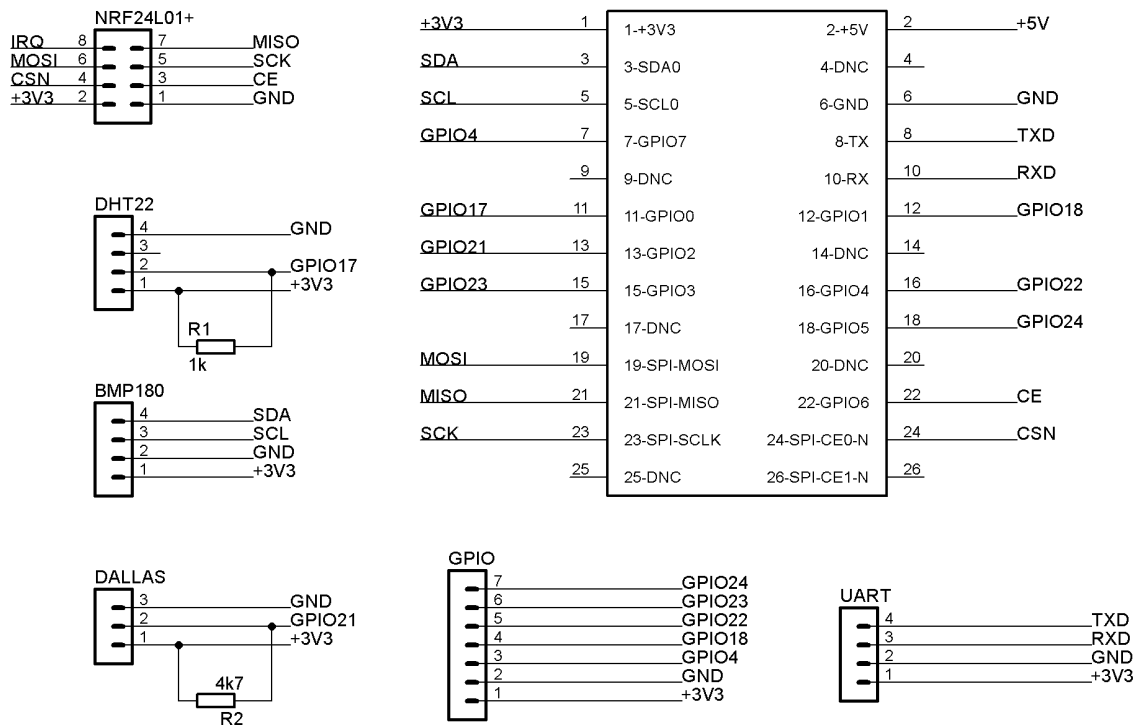 NRF24L01+
IRQ 8 7 MISO
MOSI 6 5 SCK
CSN 4 3 CE
+3V3 2 1 GND
DHT22
4 GND
3
2 GPIO17
1 +3V3
R1
1k
BMP180
4 SDA
3 SCL
2 GND
1 +3V3
DALLAS
3 GND
2 GPIO21
1 +3V3
4k7
R2
+3V3 1 1-+3V3 2-+5V 2 +5V
SDA 3 3-SDA0 4-DNC 4
SCL 5 5-SCL0 6-GND 6 GND
GPIO4 7 7-GPIO7 8-TX 8 TXD
9 9-DNC 10-RX 10 RXD
GPIO17 11 11-GPIO0 12-GPIO1 12 GPIO18
GPIO21 13 13-GPIO2 14-DNC 14
GPIO23 15 15-GPIO3 16-GPIO4 16 GPIO22
17 17-DNC 18-GPIO5 18 GPIO24
MOSI 19 19-SPI-MOSI 20-DNC 20
MISO 21 21-SPI-MISO 22-GPIO6 22 CE
SCK 23 23-SPI-SCLK 24-SPI-CE0-N 24 CSN
25 25-DNC 26-SPI-CE1-N 26
GPIO
7 GPIO24
6 GPIO23
5 GPIO22
4 GPIO18
3 GPIO4
2 GND
1 +3V3
UART
4 TXD
3 RXD
2 GND
1 +3V3